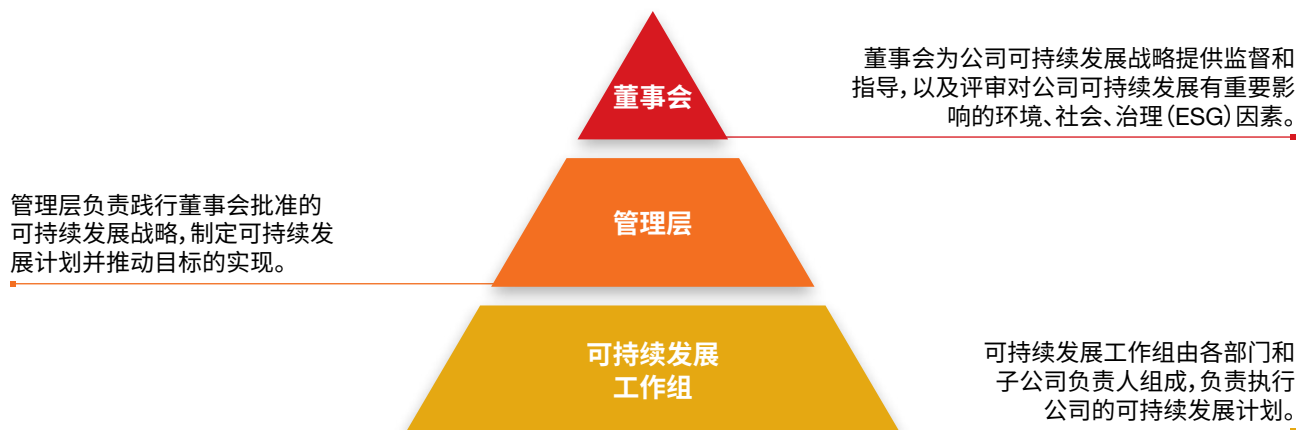 董事会
董事会为公司可持续发展战略提供监督和
指导，以及评审对公司可持续发展有重要影
响的环境、社会、治理（ESG）因素。
管理层负责践行董事会批准的
可持续发展战略，制定可持续发
展计划并推动目标的实现。
管理层
可持续发展
工作组
可持续发展工作组由各部门和
子公司负责人组成，负责执行
公司的可持续发展计划。